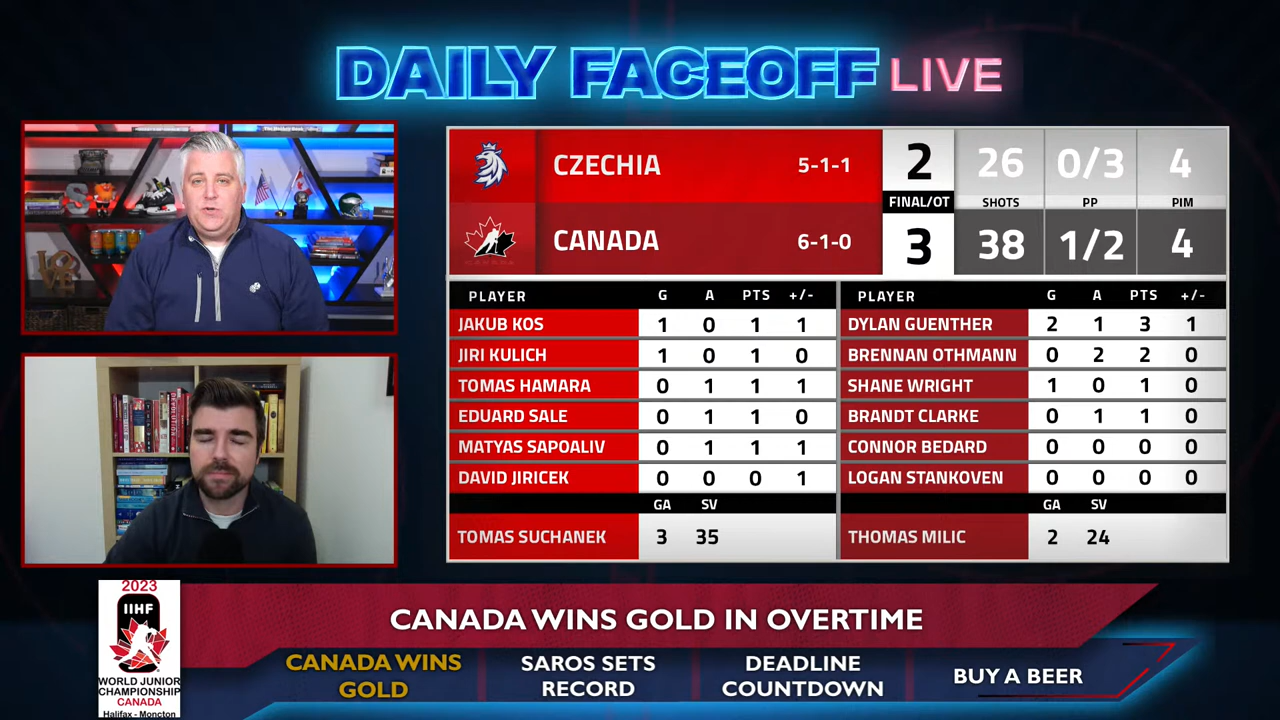 DAILY FACEOFF LIVE
CZECHIA 5-1-1 2 26 0/3 4
FINAL/OT SHOTS PP PIM
CANADA 6-1-0 3 38 1/2 4
PLAYER G A PTS +/-
JAKUB KOS 1 0 1 1
JIRI KULICH 1 0 1 0
TOMAS HAMARA 0 1 1 1
EDUARD SALE 0 1 1 0
MATYAS SAPOALIV 0 1 1 1
DAVID JIRICEK 0 0 0 1
GA SV
TOMAS SUCHANEK 3 35
PLAYER G A PTS +/-
DYLAN GUENTHER 2 1 3 1
BRENNAN OTHMANN 0 2 2 0
SHANE WRIGHT 1 0 1 0
BRANDT CLARKE 0 1 1 0
CONNOR BEDARD 0 0 0 0
LOGAN STANKOVEN 0 0 0 0
GA SV
THOMAS MILIC 2 24
REVOLUTION
2023
IIHF
WORLD JUNIOR
CHAMPIONSHIP
CANADA
Halifax - Moncton
CANADA WINS GOLD IN OVERTIME
CANADA WINS
GOLD
SAROS SETS
RECORD
DEADLINE
COUNTDOWN
BUY A BEER